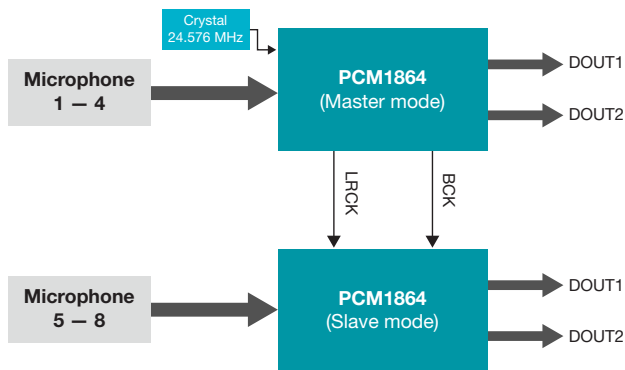 Crystal
24.576 MHz
Microphone
1 — 4
PCM1864
(Master mode)
DOUT1
DOUT2
LRCK
BCK
Microphone
5 — 8
PCM1864
(Slave mode)
DOUT1
DOUT2